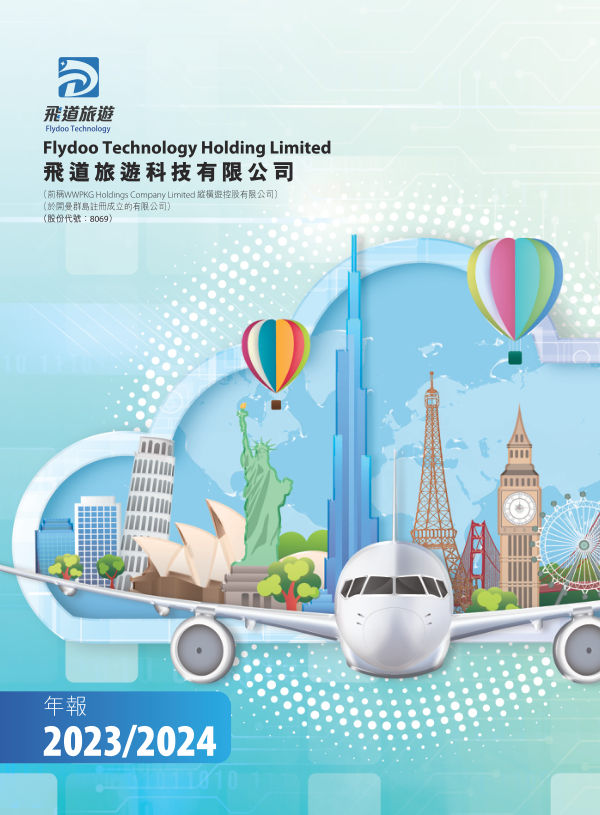 飛道旅遊
Flydoo Technology
Flydoo Technology Holding Limited
飛道旅遊科技有限公司
（前稱WWPKG Holdings Company Limited 縱橫遊控股有限公司）
（於開曼群島註冊成立的有限公司）
（股份代號：8069）
年報
2023/2024